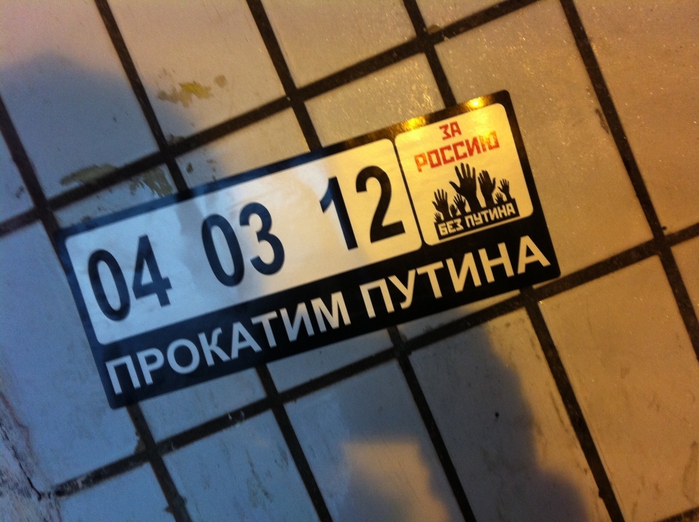 04 03 12
ЗА
РОССИЮ
БЕЗ ПУТИНА
ПРОКАТИМ ПУТИНА